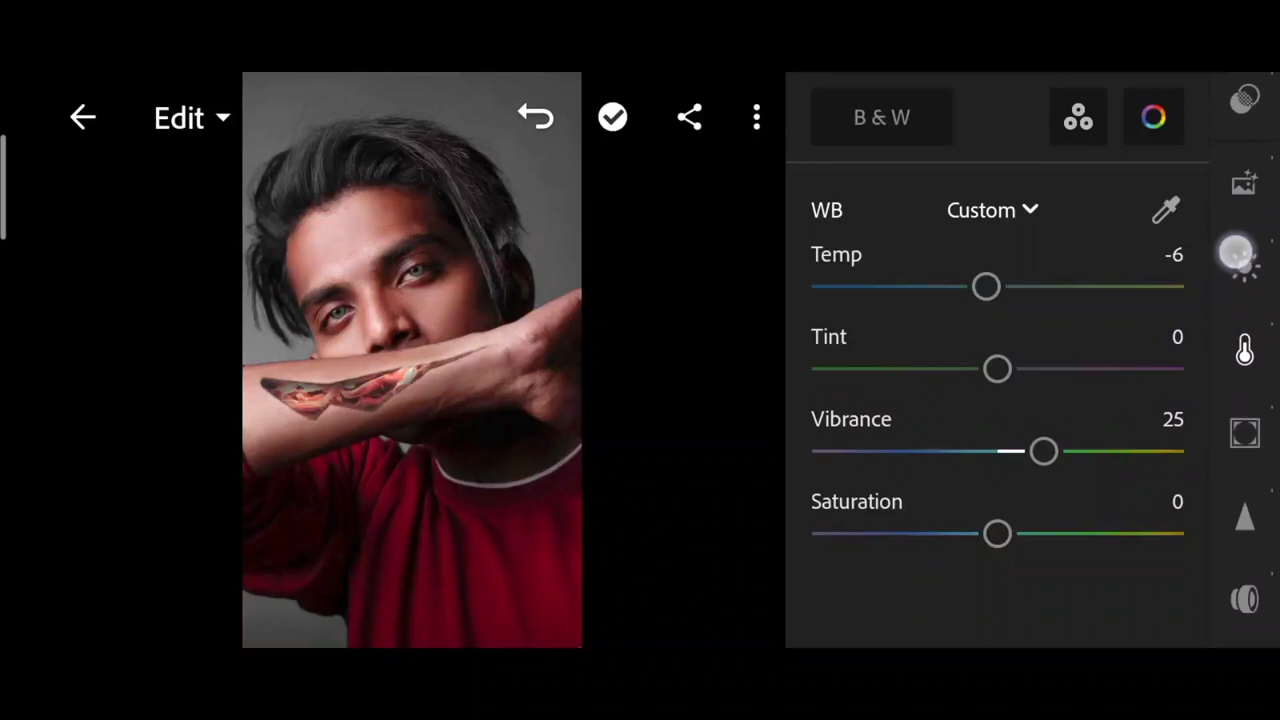 Edit
B & W
WB Custom
Temp -6
Tint 0
Vibrance 25
Saturation 0